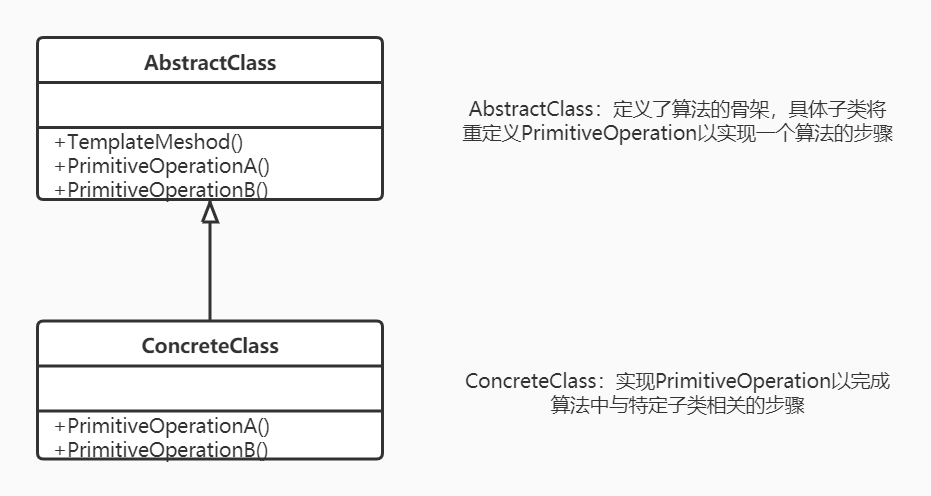 AbstractClass
+TemplateMeshod()
+PrimitiveOperationA()
+PrimitiveOperationB()
AbstractClass：定义了算法的骨架，具体子类将
重定义PrimitiveOperation以实现一个算法的步骤
ConcreteClass
+PrimitiveOperationA()
+PrimitiveOperationB()
ConcreteClass：实现PrimitiveOperation以完成
算法中与特定子类相关的步骤